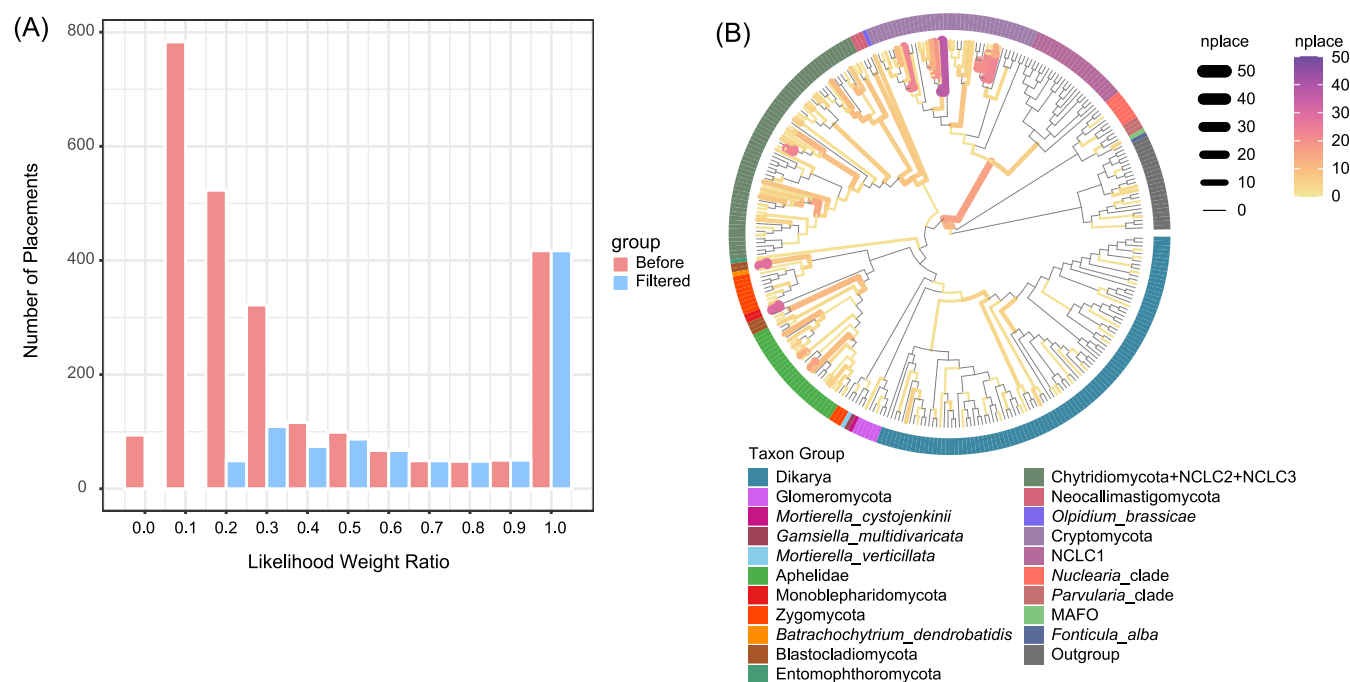 (A)
800
600
400
200
0
Number of Placements
0.0 0.1 0.2 0.3 0.4 0.5 0.6 0.7 0.8 0.9 1.0
Likelihood Weight Ratio
group
Before
Filtered
(B)
nplace
50
40
30
20
10
0
nplace
50
40
30
20
10
0
Taxon Group
Dikarya
Glomeromycota
Mortierella_cystojenkinii
Gamsiella_multidivaricata
Mortierella_verticillata
Aphelidae
Monoblepharidomycota
Zygomycota
Batrachochytrium_dendrobatidis
Blastocladiomycota
Entomophthoromycota
Chytridiomycota+NCLC2+NCLC3
Neocallimastigomycota
Olpidium_brassicae
Cryptomycota
NCLC1
Nuclearia_clade
Parvularia_clade
MAFO
Fonticula_alba
Outgroup